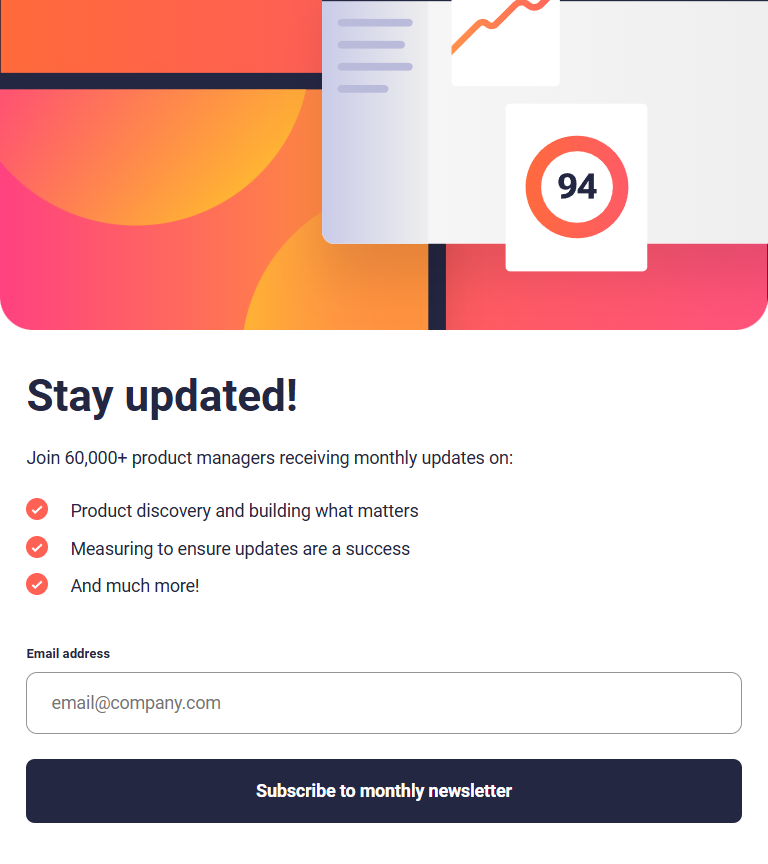 94
Stay updated!
Join 60,000+ product managers receiving monthly updates on:
Product discovery and building what matters
Measuring to ensure updates are a success
And much more!
Email address
email@company.com
Subscribe to monthly newsletter